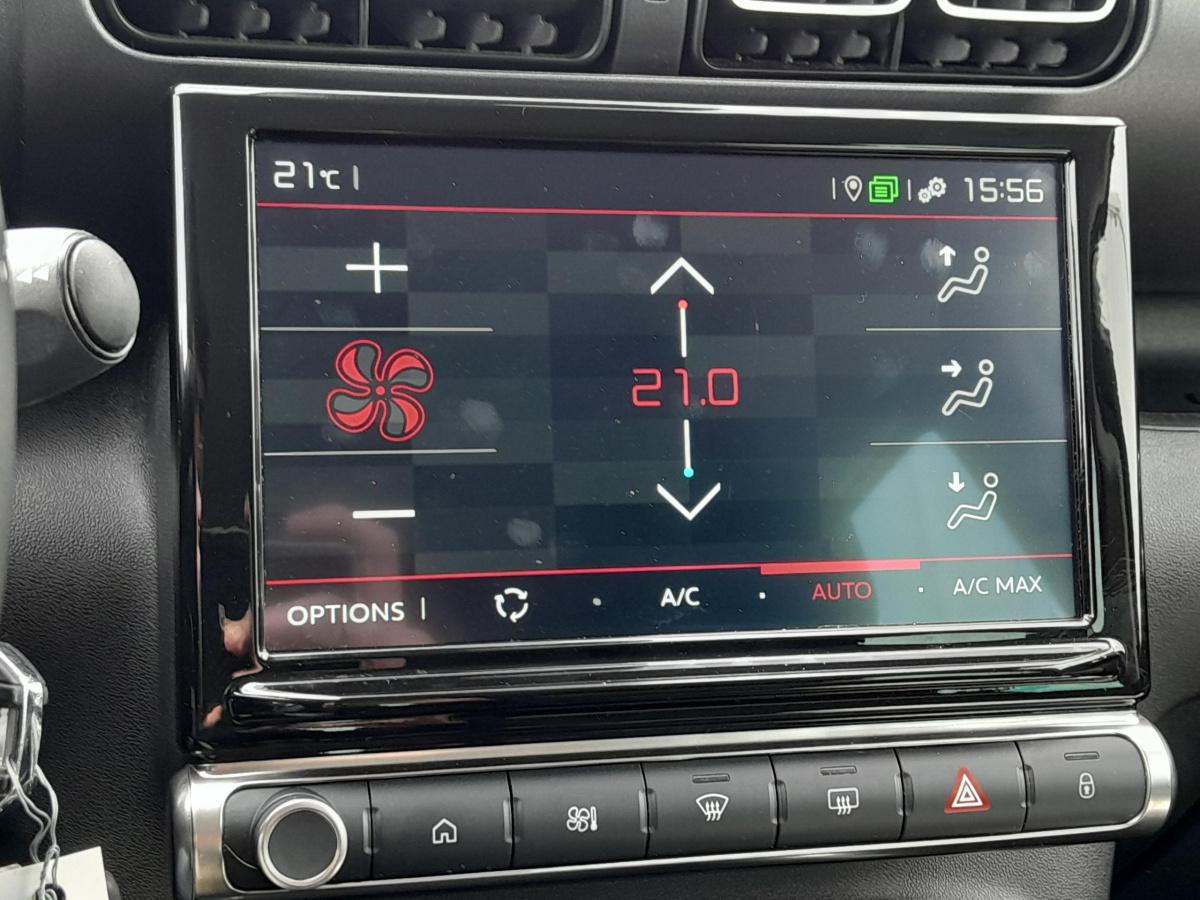 21°C
15:56
21.0
OPTIONS A/C AUTO A/C MAX